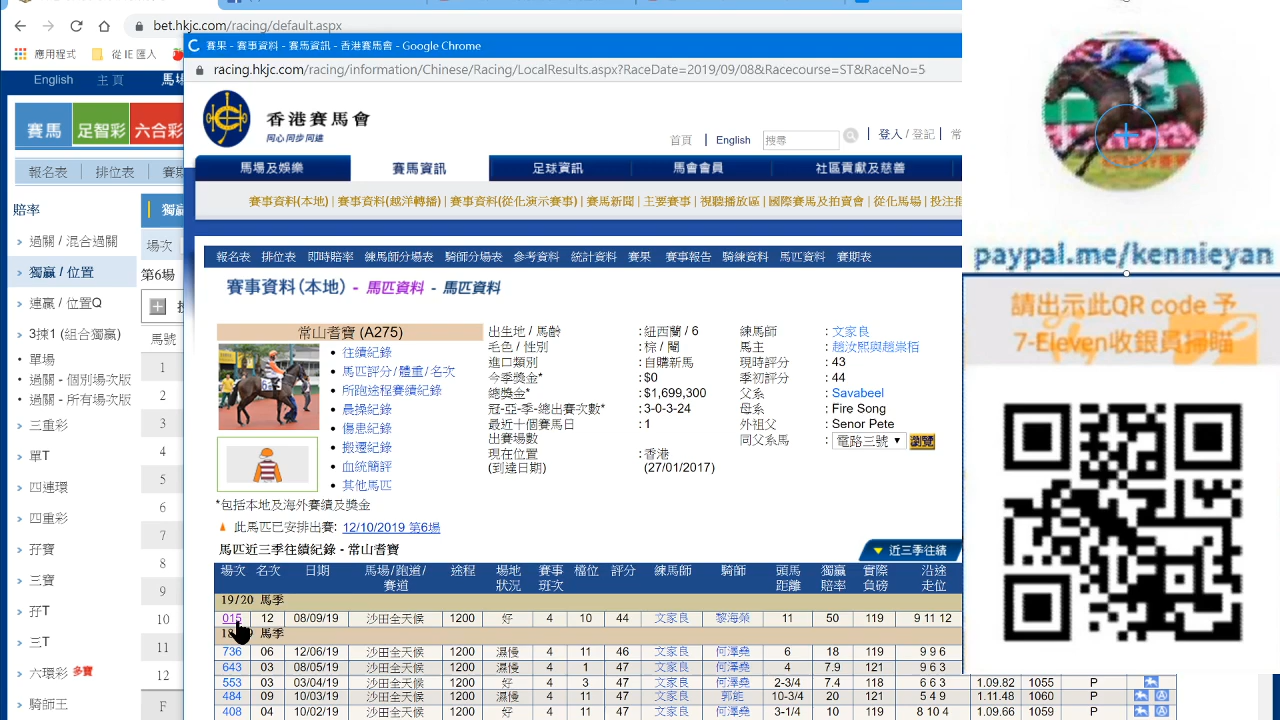 bet.hkjc.com/racing/default.aspx
應用程式
從 IE 匯入
English
主頁
馬場
賽馬
足智彩
六合彩
報名表
排位表
賽果 - 賽事資料 - 賽馬資訊 - 香港賽馬會 - Google Chrome
racing.hkjc.com/racing/information/Chinese/Racing/LocalResults.aspx?RaceDate=2019/09/08&Racecourse=ST&RaceNo=5
香港賽馬會
同心同步同進
首頁 | English 搜尋 | 登入 / 登記 | 常
馬場及娛樂 賽馬資訊 足球資訊 馬會會員 社區貢獻及慈善
賽事資料(本地) | 賽事資料(越洋轉播) | 賽事資料(從化演示賽事) | 賽馬新聞 | 主要賽事 | 視聽播放區 | 國際賽馬及拍賣會 | 從化馬場 | 投注指
報名表 排位表 即時賠率 練馬師分場表 騎師分場表 參考資料 統計資料 賽果 賽事報告 騎練資料 馬匹資料 賽期表
賽事資料(本地) - 馬匹資料 - 馬匹資料
賠率
過關 / 混合過關
獨贏 / 位置
連贏 / 位置Q
3揀1 (組合獨贏)
單場
過關 - 個別場次版
過關 - 所有場次版
三重彩
單T
四連環
四重彩
孖寶
三寶
孖T
三T
六環彩 多寶
騎師王
獨贏
場次
第6場
馬號
1
2
3
4
5
6
7
8
9
10
11
12
F
常山耆寶 (A275)
往績紀錄
馬匹評分/體重/名次
所跑途程賽績紀錄
晨操紀錄
傷患紀錄
搬遷紀錄
血統簡評
其他馬匹
出生地 / 馬齡 : 紐西蘭 / 6
毛色 / 性別 : 棕 / 閹
進口類別 : 自購新馬
今季獎金* : $0
總獎金* : $1,699,300
冠-亞-季-總出賽次數* : 3-0-3-24
最近十個賽馬日 : 1
出賽場數
現在位置 : 香港
(到達日期) (27/01/2017)
練馬師 : 文家良
馬主 : 趙汝熙與趙崇栢
現時評分 : 43
季初評分 : 44
父系 : Savabeel
母系 : Fire Song
外祖父 : Senor Pete
同父系馬 : 電路三號 瀏覽
*包括本地及海外賽績及獎金
此馬匹已安排出賽: 12/10/2019 第6場
馬匹近三季往績紀錄 - 常山耆寶
近三季往績
場次 名次 日期 馬場/跑道/賽道 途程 場地狀況 賽事班次 檔位 評分 練馬師 騎師 頭馬距離 獨贏賠率 實際負磅 沿途走位
19/20 馬季
015 12 08/09/19 沙田全天候 1200 好 4 10 44 文家良 黎海榮 11 50 119 9 11 12
馬季
736 06 12/06/19 沙田全天候 1200 濕慢 4 11 46 文家良 何澤堯 6 18 119 9 9 6
643 03 08/05/19 沙田全天候 1200 濕慢 4 1 47 文家良 何澤堯 7.9 121 9 6 3
553 03 03/04/19 沙田全天候 1200 好 4 3 47 文家良 何澤堯 2-3/4 7.4 118 6 6 3 1.09.82 1055 P
484 09 10/03/19 沙田全天候 1200 濕慢 4 11 47 文家良 郭能 10-3/4 20 121 5 4 9 1.11.48 1060 P
408 04 10/02/19 沙田全天候 1200 好 4 11 47 文家良 何澤堯 3-1/4 10 119 8 10 4 1.09.66 1059 P
paypal.me/kennieyan
請出示此QR code 予
7-Eleven收銀員掃瞄